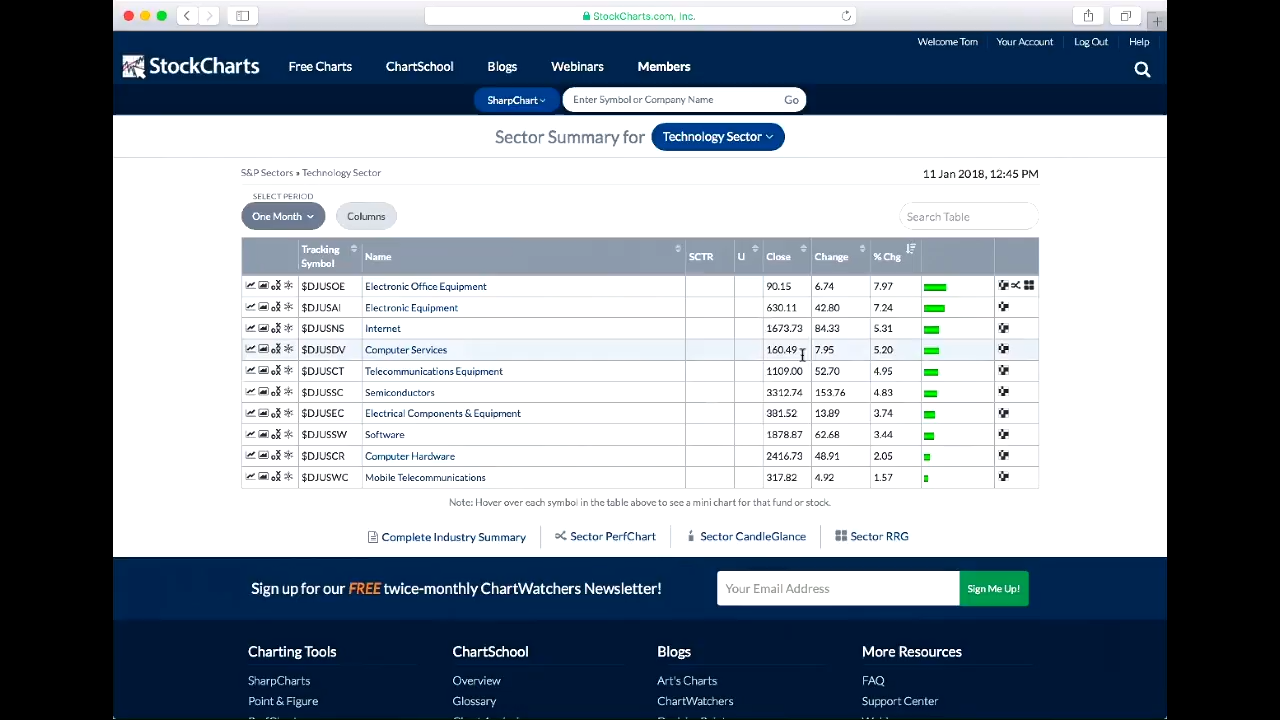 StockCharts.com, Inc.
Welcome Tom Your Account Log Out Help
StockCharts Free Charts ChartSchool Blogs Webinars Members
SharpChart Enter Symbol or Company Name Go
Sector Summary for Technology Sector
S&P Sectors » Technology Sector 11 Jan 2018, 12:45 PM
SELECT PERIOD
One Month Columns Search Table
Tracking Symbol Name SCTR U Close Change % Chg
$DJUSOE Electronic Office Equipment 90.15 6.74 7.97
$DJUSAI Electronic Equipment 630.11 42.80 7.24
$DJUSNS Internet 1673.73 84.33 5.31
$DJUSDV Computer Services 160.49 7.95 5.20
$DJUSCT Telecommunications Equipment 1109.00 52.70 4.95
$DJUSSC Semiconductors 3312.74 153.76 4.83
$DJUSEC Electrical Components & Equipment 381.52 13.89 3.74
$DJUSSW Software 1878.87 62.68 3.44
$DJUSCR Computer Hardware 2416.73 48.91 2.05
$DJUSWC Mobile Telecommunications 317.82 4.92 1.57
Note: Hover over each symbol in the table above to see a mini chart for that fund or stock.
Complete Industry Summary Sector PerfChart Sector CandleGlance Sector RRG
Sign up for our FREE twice-monthly ChartWatchers Newsletter! Your Email Address Sign Me Up!
Charting Tools ChartSchool Blogs More Resources
SharpCharts Overview Art's Charts FAQ
Point & Figure Glossary ChartWatchers Support Center